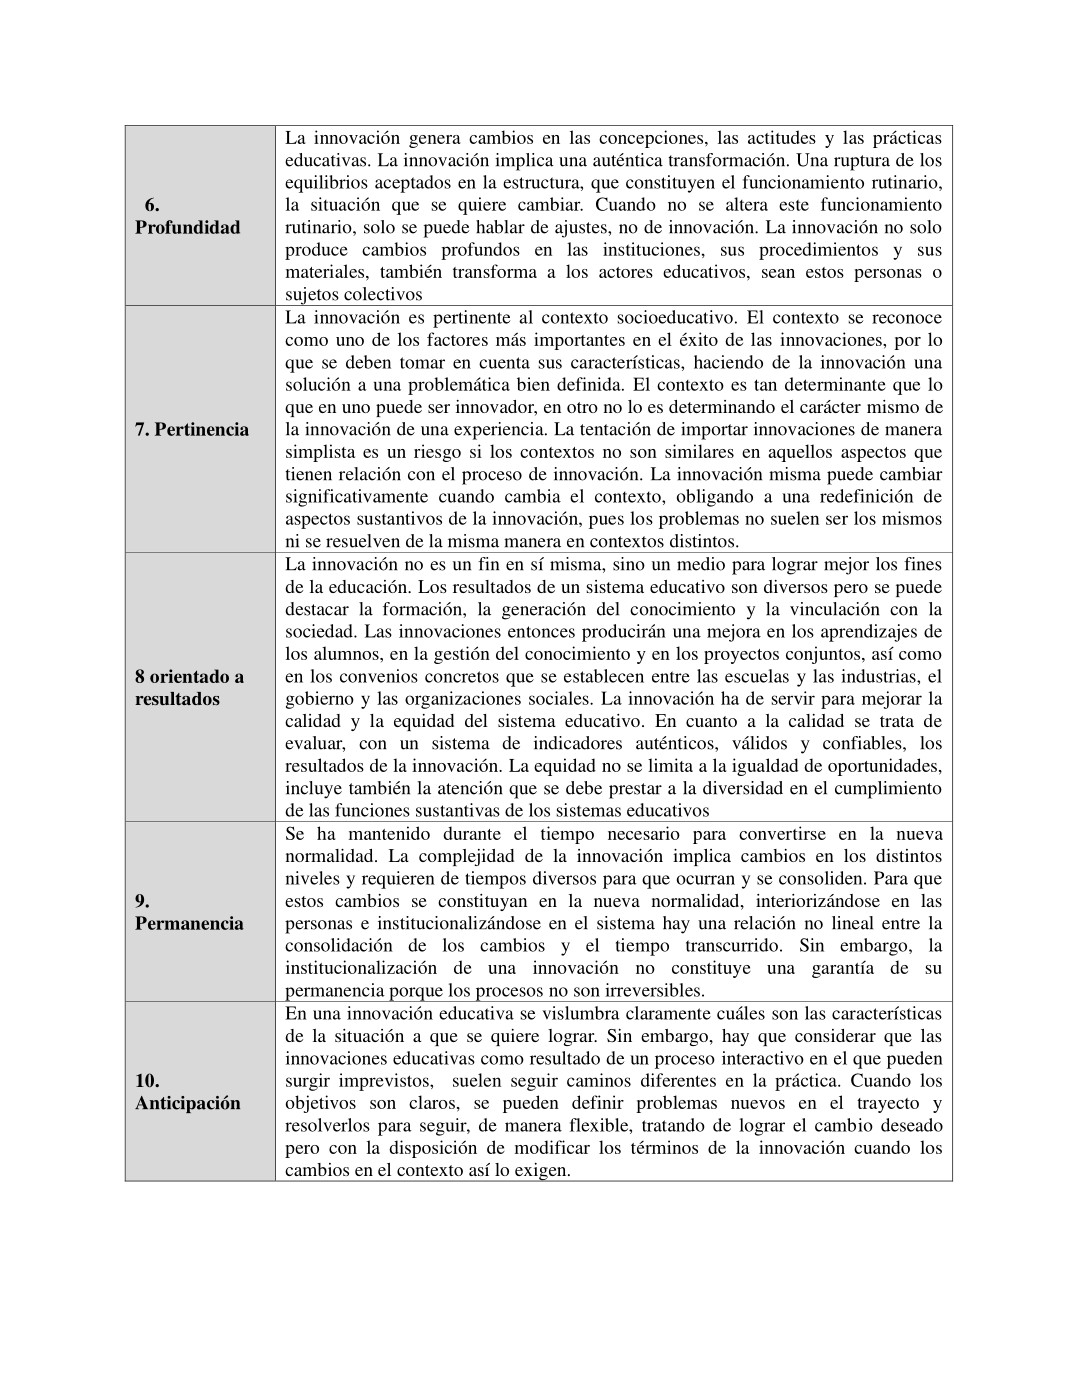 6.
Profundidad
La innovación genera cambios en las concepciones, las actitudes y las prácticas
educativas. La innovación implica una auténtica transformación. Una ruptura de los
equilibrios aceptados en la estructura, que constituyen el funcionamiento rutinario,
la situación que se quiere cambiar. Cuando no se altera este funcionamiento
rutinario, solo se puede hablar de ajustes, no de innovación. La innovación no solo
produce cambios profundos en las instituciones, sus procedimientos y sus
materiales, también transforma a los actores educativos, sean estos personas o
sujetos colectivos
7. Pertinencia
La innovación es pertinente al contexto socioeducativo. El contexto se reconoce
como uno de los factores más importantes en el éxito de las innovaciones, por lo
que se deben tomar en cuenta sus características, haciendo de la innovación una
solución a una problemática bien definida. El contexto es tan determinante que lo
que en uno puede ser innovador, en otro no lo es determinando el carácter mismo de
la innovación de una experiencia. La tentación de importar innovaciones de manera
simplista es un riesgo si los contextos no son similares en aquellos aspectos que
tienen relación con el proceso de innovación. La innovación misma puede cambiar
significativamente cuando cambia el contexto, obligando a una redefinición de
aspectos sustantivos de la innovación, pues los problemas no suelen ser los mismos
ni se resuelven de la misma manera en contextos distintos.
8 orientado a
resultados
La innovación no es un fin en sí misma, sino un medio para lograr mejor los fines
de la educación. Los resultados de un sistema educativo son diversos pero se puede
destacar la formación, la generación del conocimiento y la vinculación con la
sociedad. Las innovaciones entonces producirán una mejora en los aprendizajes de
los alumnos, en la gestión del conocimiento y en los proyectos conjuntos, así como
en los convenios concretos que se establecen entre las escuelas y las industrias, el
gobierno y las organizaciones sociales. La innovación ha de servir para mejorar la
calidad y la equidad del sistema educativo. En cuanto a la calidad se trata de
evaluar, con un sistema de indicadores auténticos, válidos y confiables, los
resultados de la innovación. La equidad no se limita a la igualdad de oportunidades,
incluye también la atención que se debe prestar a la diversidad en el cumplimiento
de las funciones sustantivas de los sistemas educativos
9.
Permanencia
Se ha mantenido durante el tiempo necesario para convertirse en la nueva
normalidad. La complejidad de la innovación implica cambios en los distintos
niveles y requieren de tiempos diversos para que ocurran y se consoliden. Para que
estos cambios se constituyan en la nueva normalidad, interiorizándose en las
personas e institucionalizándose en el sistema hay una relación no lineal entre la
consolidación de los cambios y el tiempo transcurrido. Sin embargo, la
institucionalización de una innovación no constituye una garantía de su
permanencia porque los procesos no son irreversibles.
10.
Anticipación
En una innovación educativa se vislumbra claramente cuáles son las características
de la situación a que se quiere lograr. Sin embargo, hay que considerar que las
innovaciones educativas como resultado de un proceso interactivo en el que pueden
surgir imprevistos, suelen seguir caminos diferentes en la práctica. Cuando los
objetivos son claros, se pueden definir problemas nuevos en el trayecto y
resolverlos para seguir, de manera flexible, tratando de lograr el cambio deseado
pero con la disposición de modificar los términos de la innovación cuando los
cambios en el contexto así lo exigen.